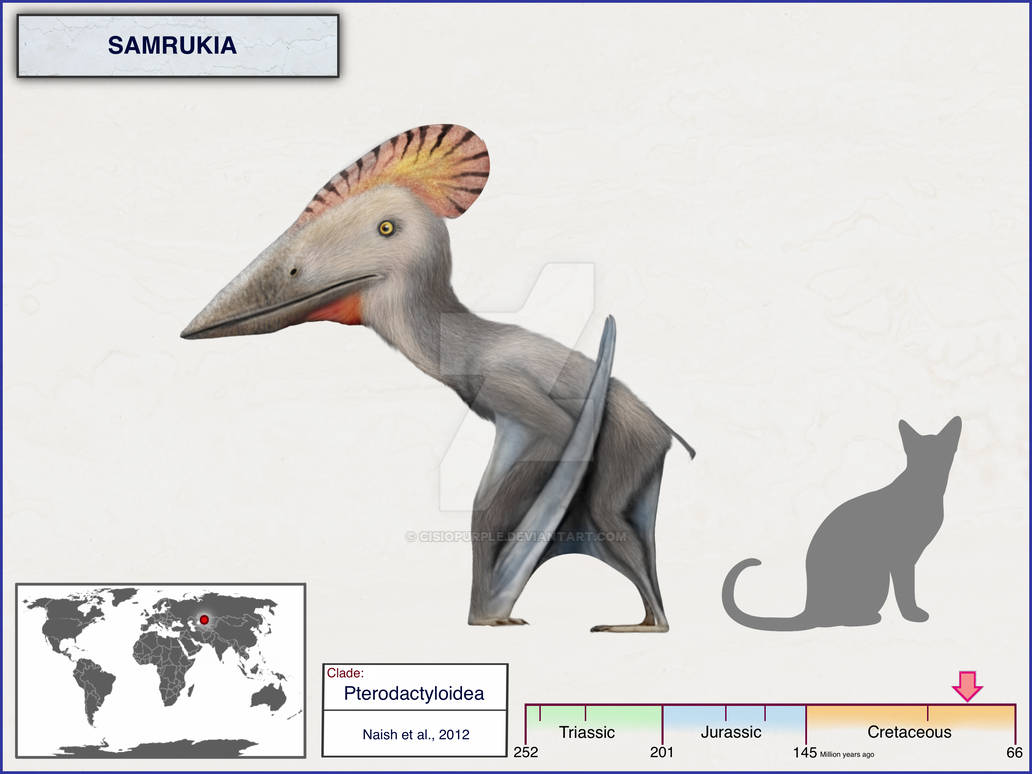 SAMRUKIA
© CISIOPURPLE.DEVIANTART.COM
Clade:
Pterodactyloidea
Naish et al., 2012
Triassic Jurassic Cretaceous
252 201 145 Million years ago 66